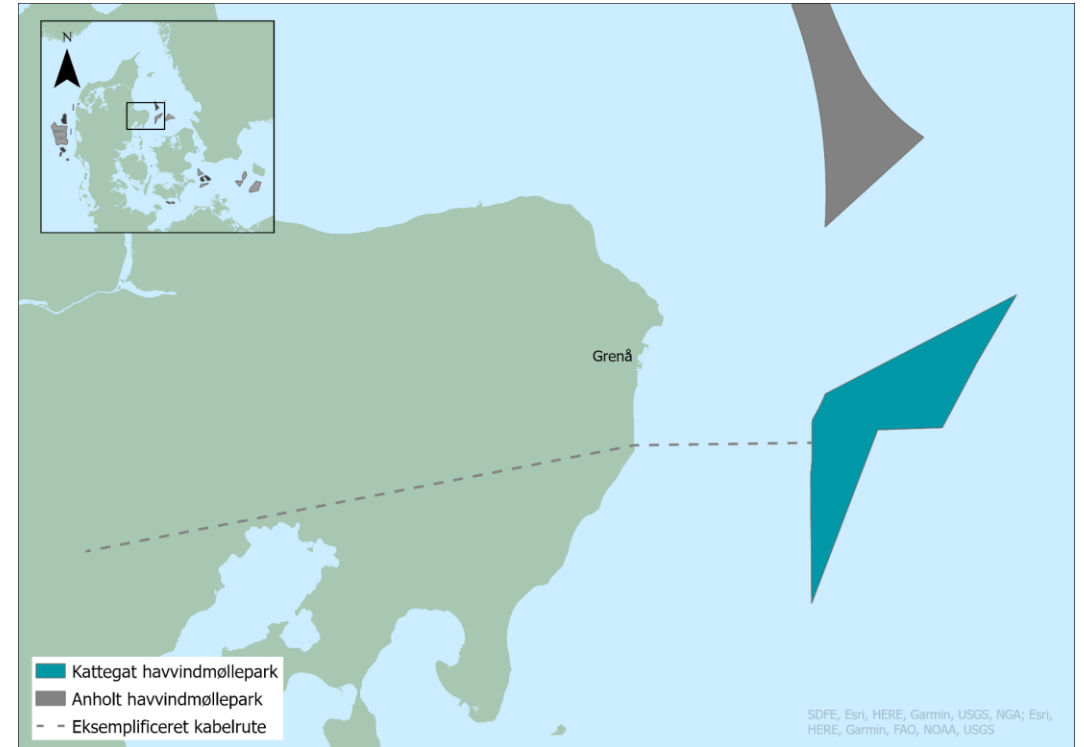 N
Grenå
Kattegat havvindmøllepark
Anholt havvindmøllepark
Eksemplificeret kabelrute
SDFE, Esri, HERE, Garmin, USGS, NGA; Esri,
HERE, Garmin, FAO, NOAA, USGS